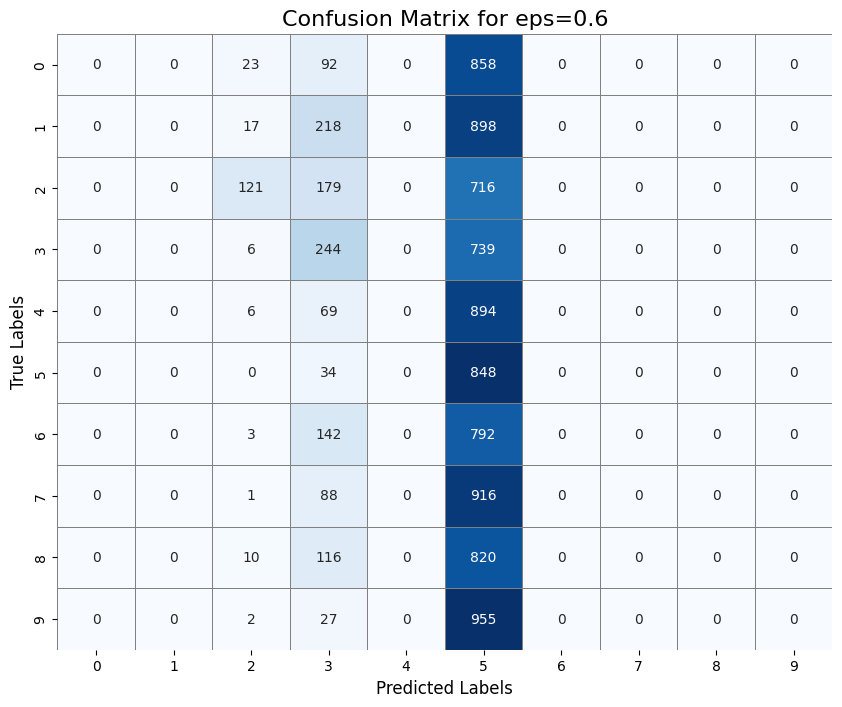 Confusion Matrix for eps=0.6
True Labels
0 0 0 23 92 0 858 0 0 0 0
1 0 0 17 218 0 898 0 0 0 0
2 0 0 121 179 0 716 0 0 0 0
3 0 0 6 244 0 739 0 0 0 0
4 0 0 6 69 0 894 0 0 0 0
5 0 0 0 34 0 848 0 0 0 0
6 0 0 3 142 0 792 0 0 0 0
7 0 0 1 88 0 916 0 0 0 0
8 0 0 10 116 0 820 0 0 0 0
9 0 0 2 27 0 955 0 0 0 0
0 1 2 3 4 5 6 7 8 9
Predicted Labels